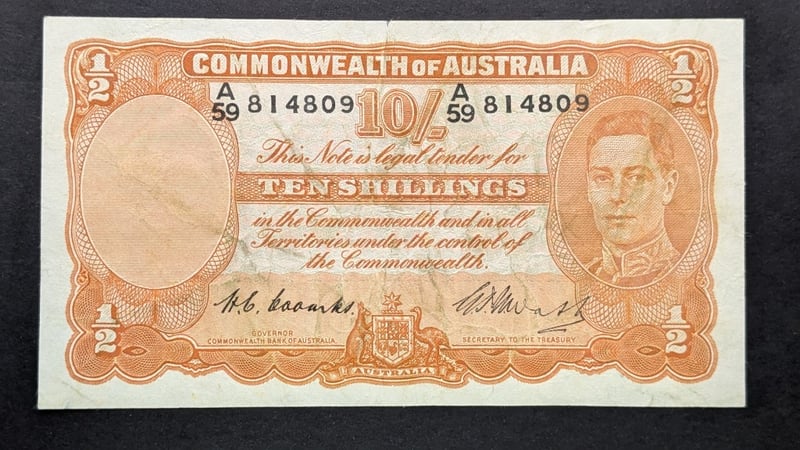 COMMONWEALTH OF AUSTRALIA
1/2 1/2
A/59 814809 A/59 814809
10/-
This Note is legal tender for
TEN SHILLINGS
in the Commonwealth and in all
Territories under the control of
the Commonwealth.
H.C. Coombs.
GOVERNOR SECRETARY TO THE TREASURY
COMMONWEALTH BANK OF AUSTRALIA.
1/2 1/2
AUSTRALIA